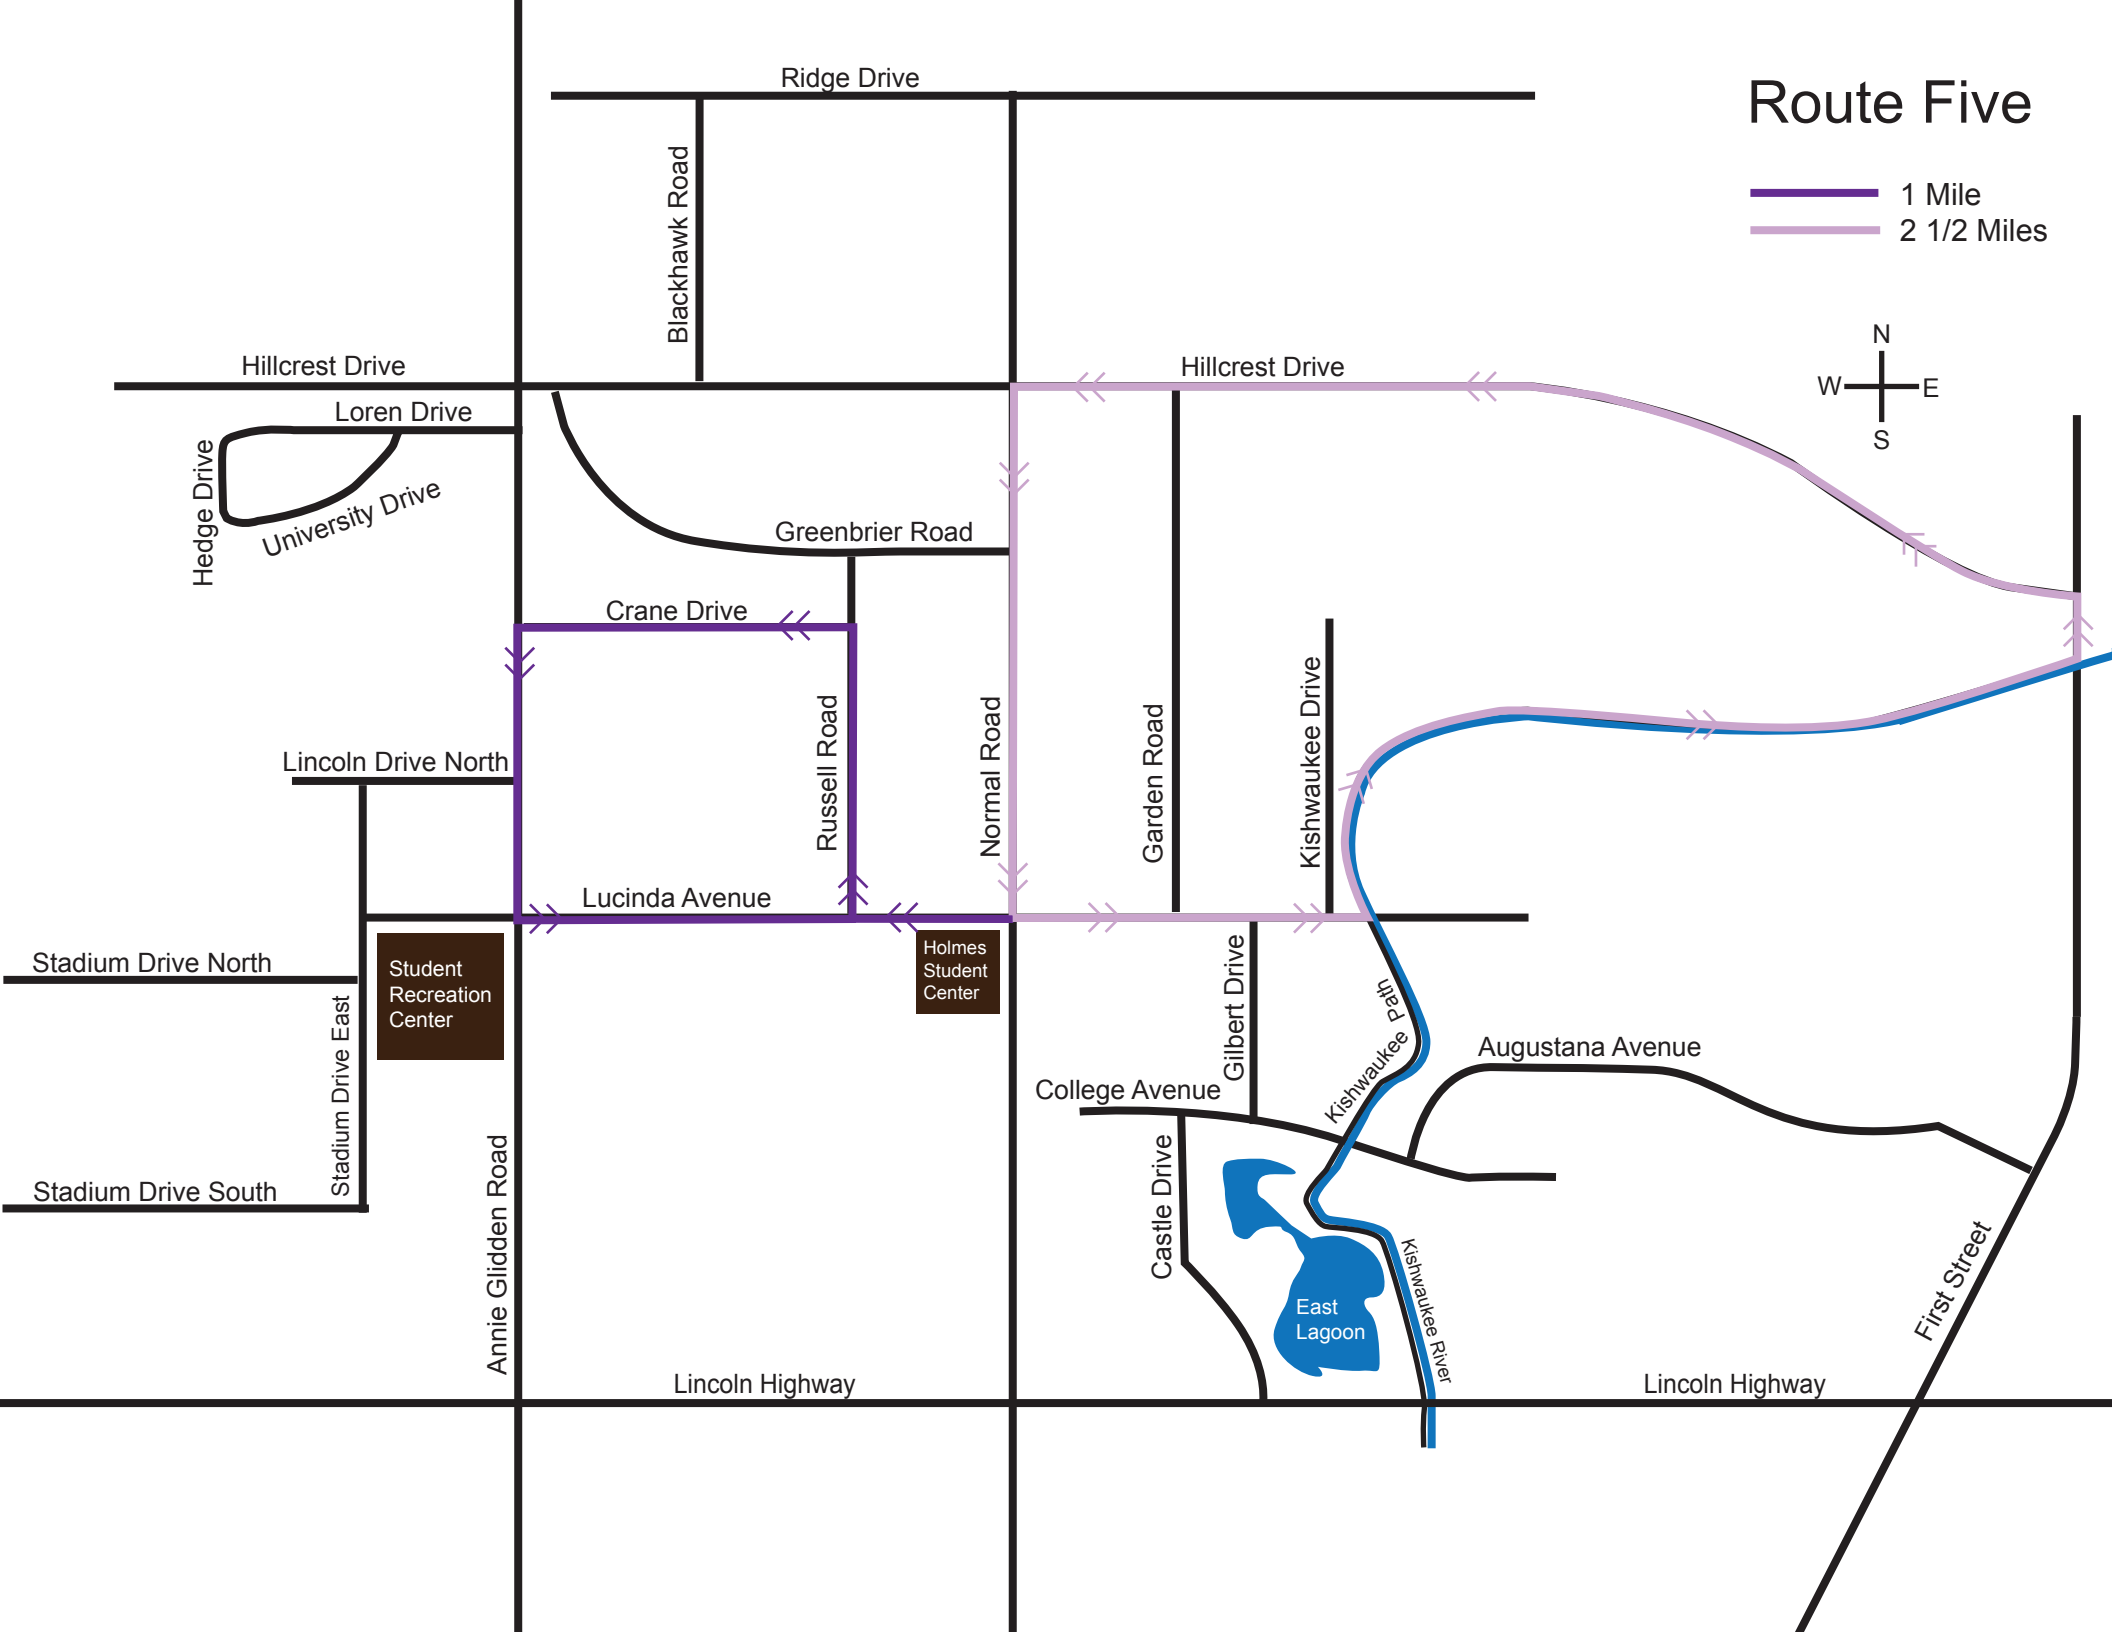 Ridge Drive
Route Five
1 Mile
2 1/2 Miles
Blackhawk Road
N
W
E
S
Hillcrest Drive
Hillcrest Drive
Loren Drive
Hedge Drive
University Drive
Greenbrier Road
Crane Drive
Russell Road
Normal Road
Garden Road
Kishwaukee Drive
Lincoln Drive North
Lucinda Avenue
Stadium Drive North
Student
Recreation
Center
Holmes
Student
Center
Stadium Drive East
Gilbert Drive
Kishwaukee Path
Augustana Avenue
College Avenue
Stadium Drive South
Annie Glidden Road
Castle Drive
East
Lagoon
Kishwaukee River
First Street
Lincoln Highway
Lincoln Highway